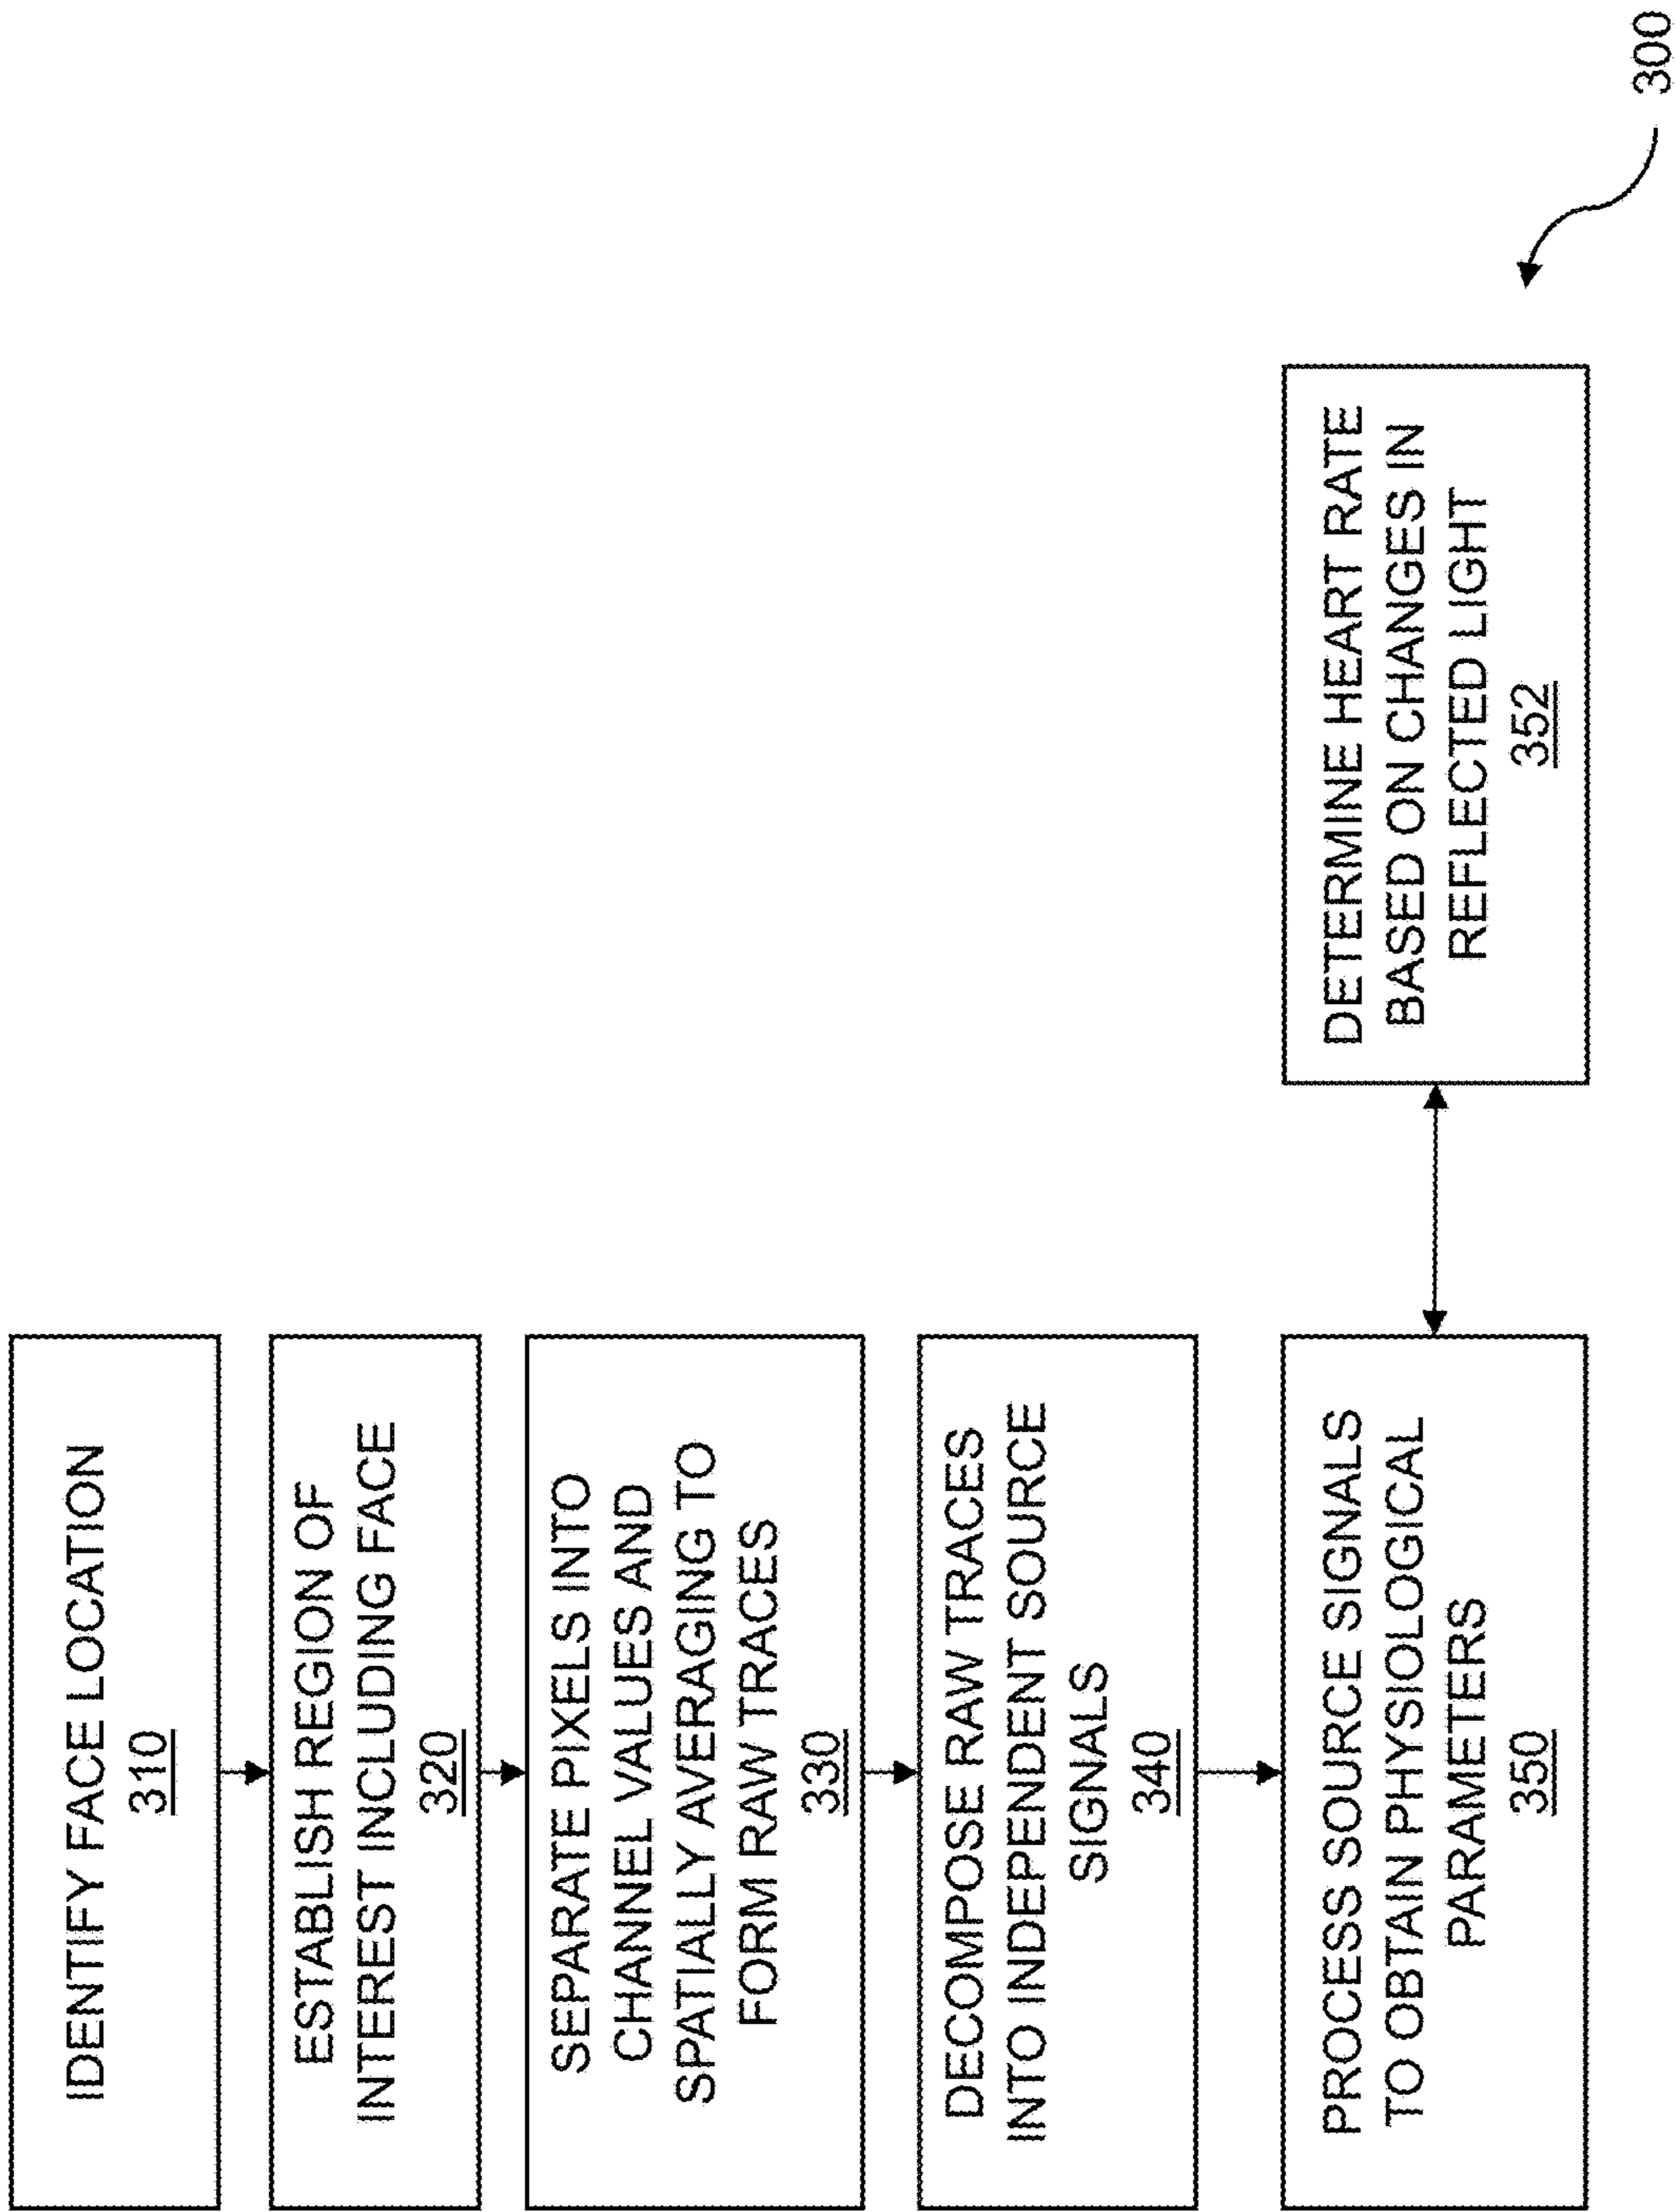 IDENTIFY FACE LOCATION
310
ESTABLISH REGION OF
INTEREST INCLUDING FACE
320
SEPARATE PIXELS INTO
CHANNEL VALUES AND
SPATIALLY AVERAGING TO
FORM RAW TRACES
330
DECOMPOSE RAW TRACES
INTO INDEPENDENT SOURCE
SIGNALS
340
PROCESS SOURCE SIGNALS
TO OBTAIN PHYSIOLOGICAL
PARAMETERS
350
DETERMINE HEART RATE
BASED ON CHANGES IN
REFLECTED LIGHT
352
300